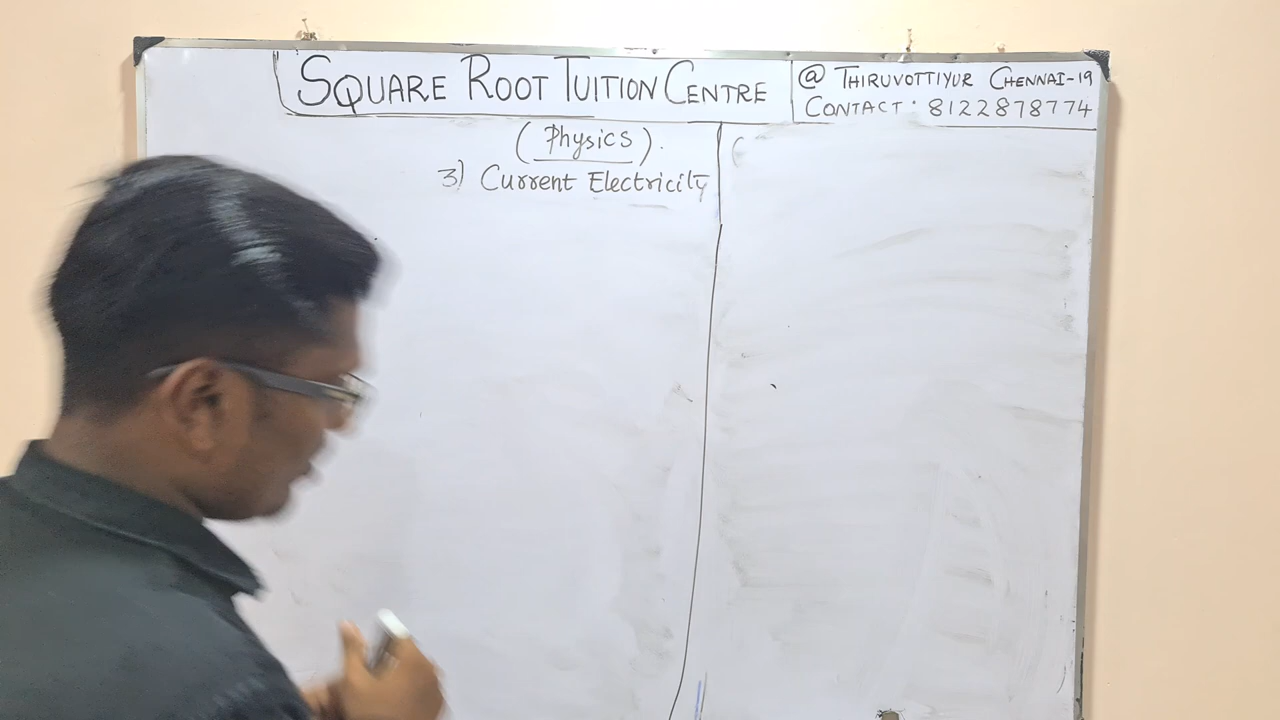 SQUARE ROOT TUITION CENTRE
@ THIRUVOTTIYUR CHENNAI-19
CONTACT: 8122878774
(Physics).
3) Current Electricity
(